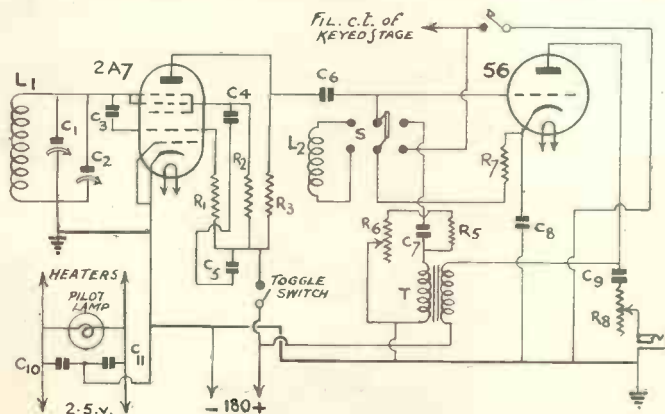 FIL. C.T. OF
KEYED STAGE
L1
2A7
56
C1
C2
C3
C4
C5
R1
R2
R3
C6
L2
S
R7
R6
C7
R5
C8
T
C9
R8
TOGGLE
SWITCH
HEATERS
PILOT
LAMP
C10
C11
2·5.v.
- 180 +